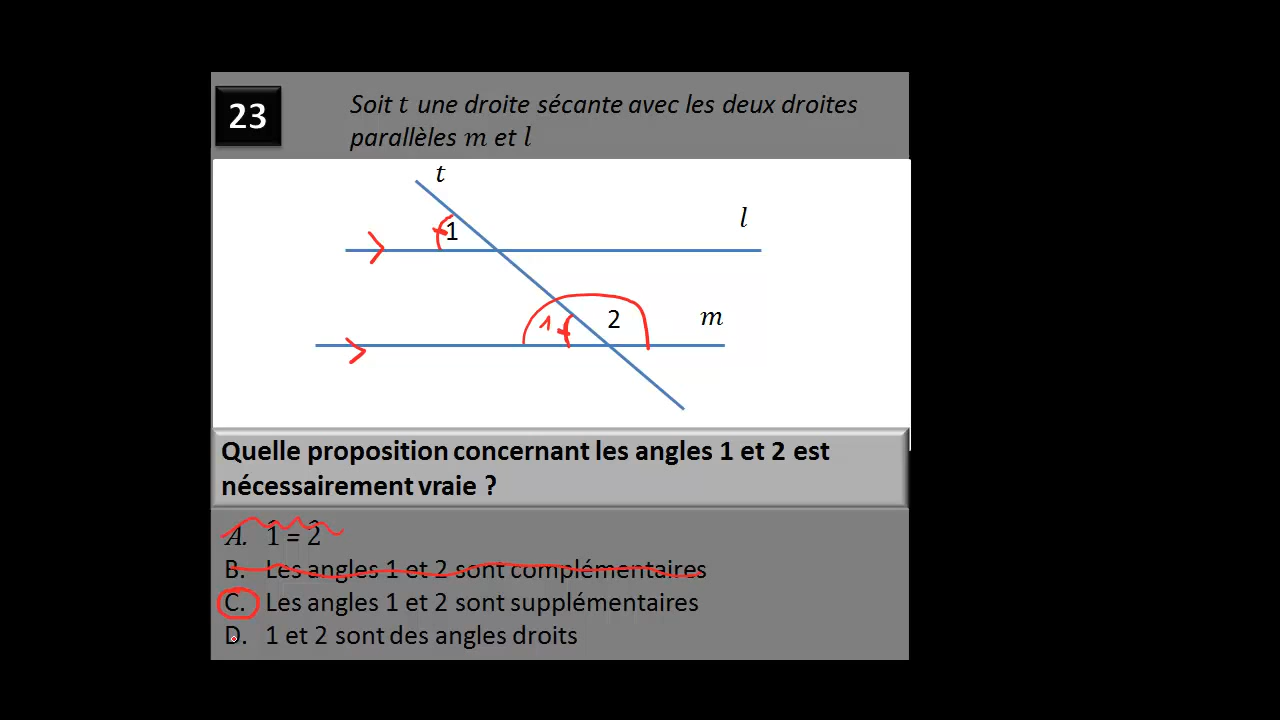 23
Soit t une droite sécante avec les deux droites
parallèles m et l
t
l
1
1
2
m
Quelle proposition concernant les angles 1 et 2 est
nécessairement vraie ?
A. 1 = 2
B. Les angles 1 et 2 sont complémentaires
C. Les angles 1 et 2 sont supplémentaires
D. 1 et 2 sont des angles droits